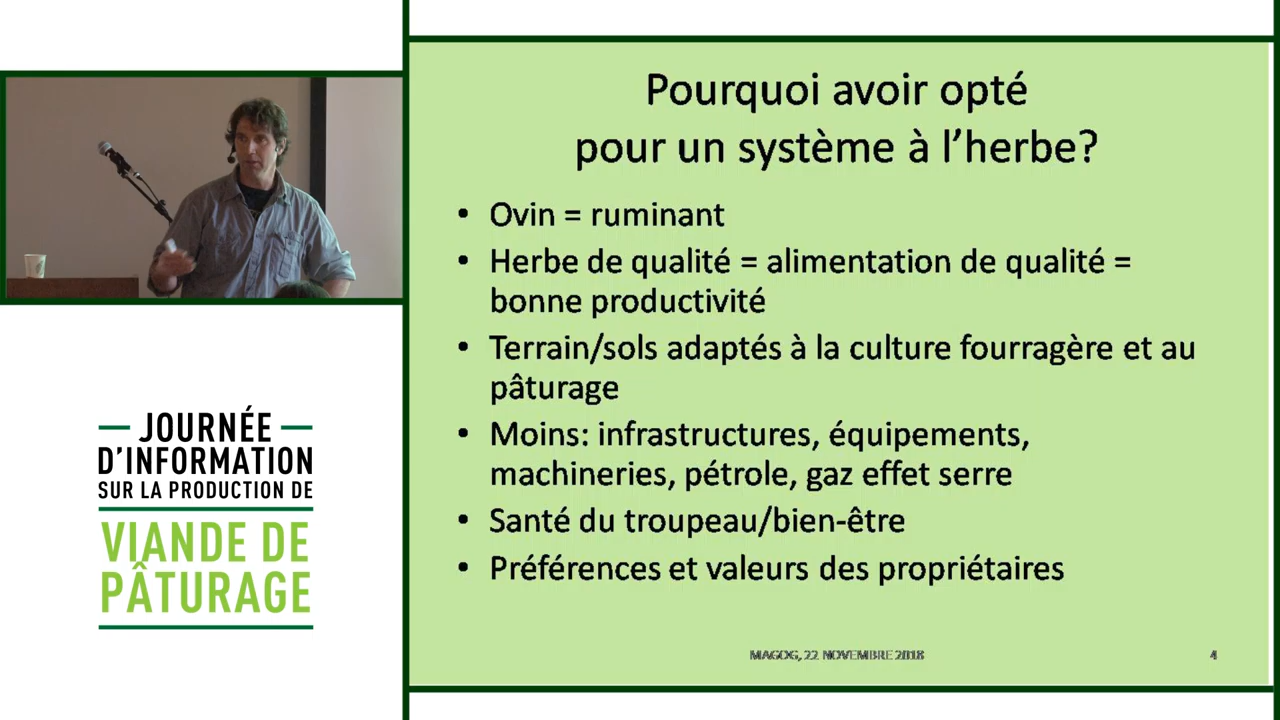 Pourquoi avoir opté
pour un système à l'herbe?
• Ovin = ruminant
• Herbe de qualité = alimentation de qualité =
bonne productivité
• Terrain/sols adaptés à la culture fourragère et au
pâturage
• Moins: infrastructures, équipements,
machineries, pétrole, gaz effet serre
• Santé du troupeau/bien-être
• Préférences et valeurs des propriétaires
MAGOG, 22 NOVEMBRE 2018
4
JOURNÉE
D'INFORMATION
SUR LA PRODUCTION DE
VIANDE DE
PÂTURAGE